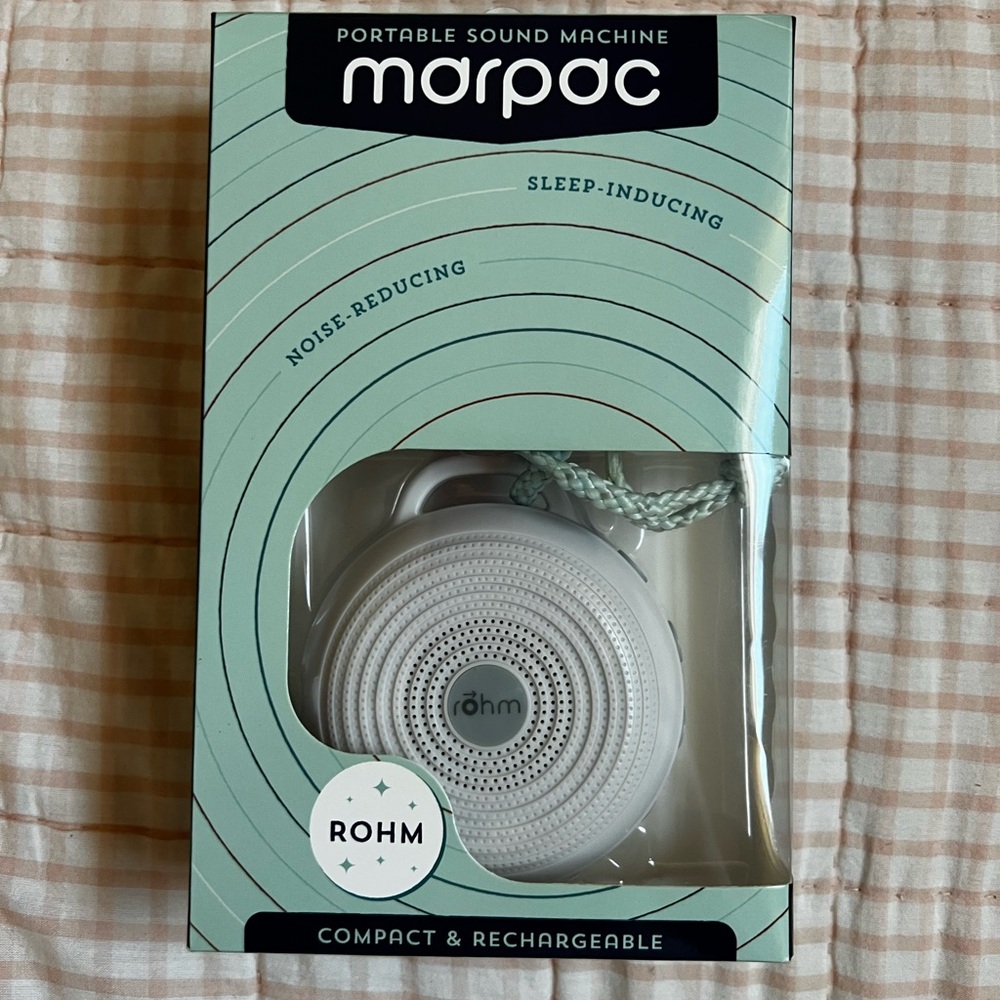 PORTABLE SOUND MACHINE
marpac
SLEEP-INDUCING
NOISE-REDUCING
rohm
ROHM
COMPACT & RECHARGEABLE